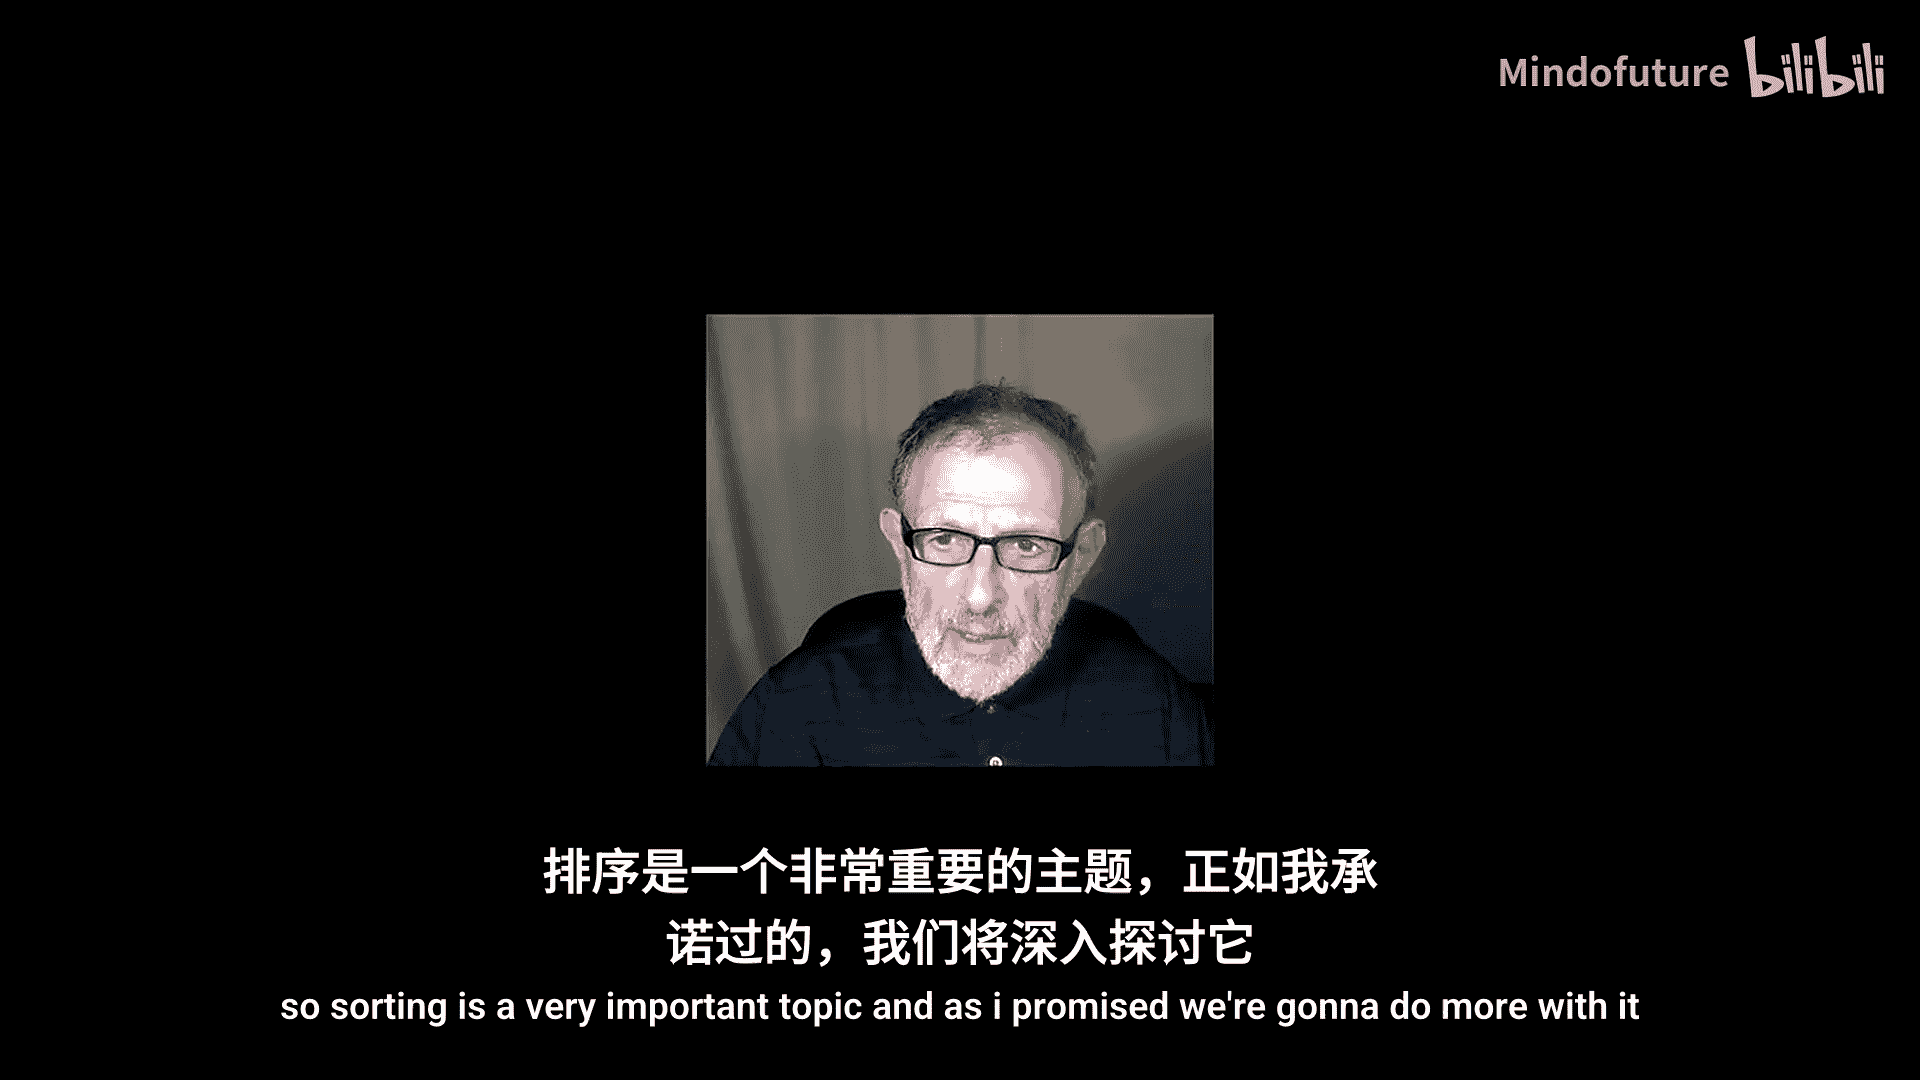 Mindofuture bilibili
排序是一个非常重要的主题，正如我承
诺过的，我们将深入探讨它
so sorting is a very important topic and as i promised we're gonna do more with it